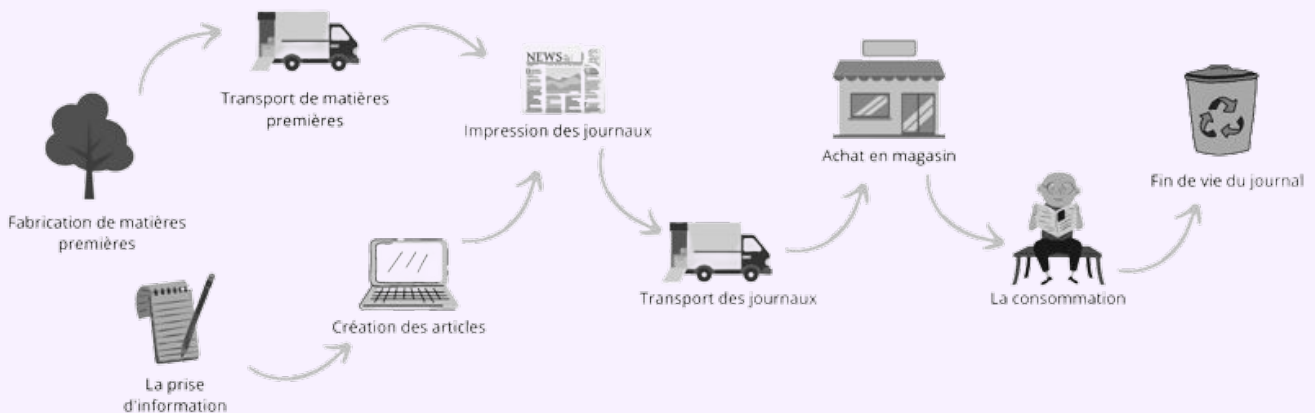 Fabrication de matières
premières
Transport de matières
premières
La prise
d'information
Création des articles
NEWS
Impression des journaux
Transport des journaux
Achat en magasin
La consommation
Fin de vie du journal